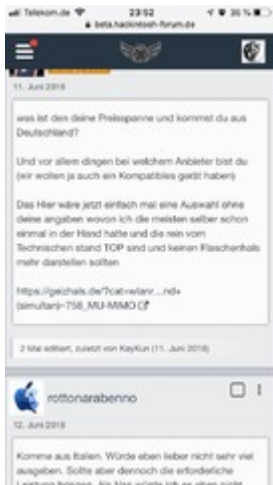 Telekom.de 23:52 36 %
beta.hackintosh-forum.de
11. Juni 2018
was ist den deine Preisspanne und kommst du aus
Deutschland?
Und vor allem dingen bei welchem Anbieter bist du
(wir wollen ja auch ein Kompatibles gerät haben)
Das Hier wäre jetzt einfach mal eine Auswahl ohne
deine angaben wovon ich die meisten selber schon
einmal in der Hand hatte und die rein vom
Technischen stand TOP sind und keinen Flaschenhals
mehr darstellen sollten
https://geizhals.de/?cat=wlanr...nd+
(simultan)~758_MU-MIMO
2 Mal editiert, zuletzt von KayKun (11. Juni 2018)
rottonarabenno
12. Juni 2018
Komme aus Italien. Würde eben lieber nicht sehr viel
ausgeben. Sollte aber dennoch die erforderliche